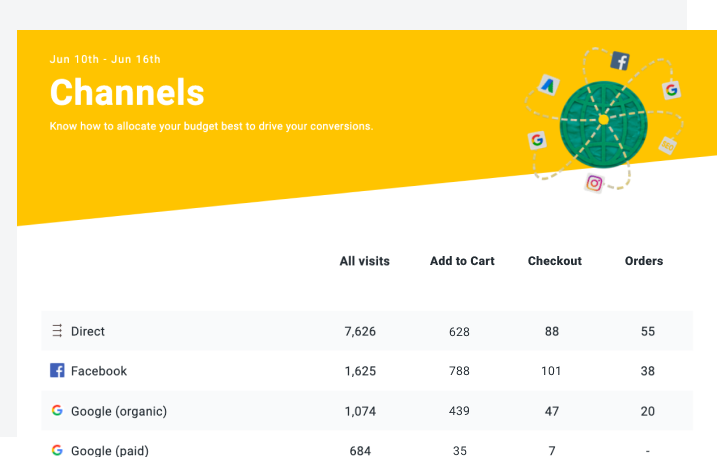 Jun 10th - Jun 16th
Channels
Know how to allocate your budget best to drive your conversions.
All visits Add to Cart Checkout Orders
Direct 7,626 628 88 55
Facebook 1,625 788 101 38
Google (organic) 1,074 439 47 20
Google (paid) 684 35 7 -